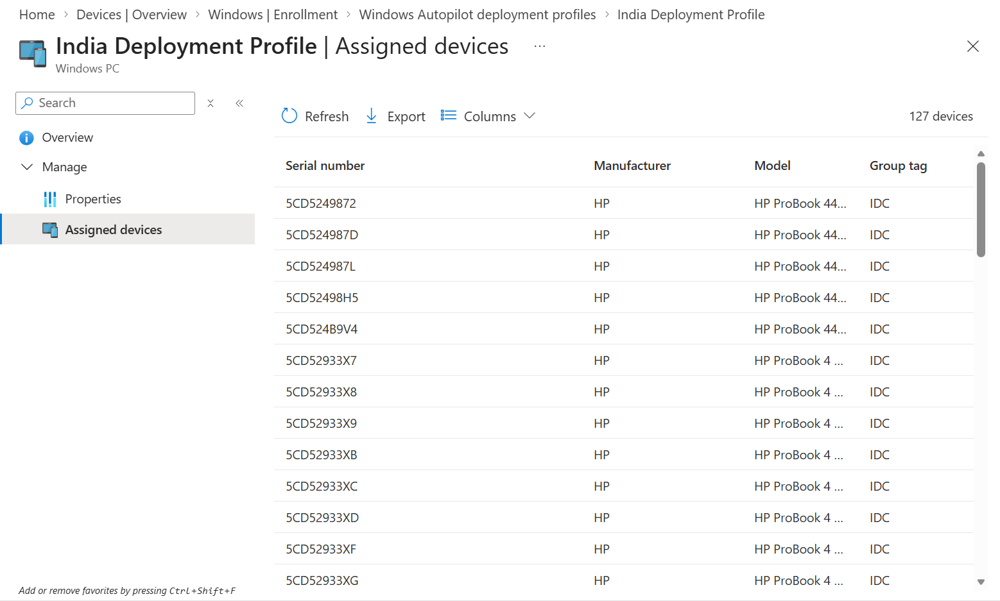 Home > Devices | Overview > Windows | Enrollment > Windows Autopilot deployment profiles > India Deployment Profile
India Deployment Profile | Assigned devices ...
Windows PC
Search
Overview
Manage
Properties
Assigned devices
Add or remove favorites by pressing Ctrl+Shift+F
Refresh Export Columns 127 devices
Serial number Manufacturer Model Group tag
5CD5249872 HP HP ProBook 44... IDC
5CD524987D HP HP ProBook 44... IDC
5CD524987L HP HP ProBook 44... IDC
5CD52498H5 HP HP ProBook 44... IDC
5CD524B9V4 HP HP ProBook 44... IDC
5CD52933X7 HP HP ProBook 4 ... IDC
5CD52933X8 HP HP ProBook 4 ... IDC
5CD52933X9 HP HP ProBook 4 ... IDC
5CD52933XB HP HP ProBook 4 ... IDC
5CD52933XC HP HP ProBook 4 ... IDC
5CD52933XD HP HP ProBook 4 ... IDC
5CD52933XF HP HP ProBook 4 ... IDC
5CD52933XG HP HP ProBook 4 ... IDC